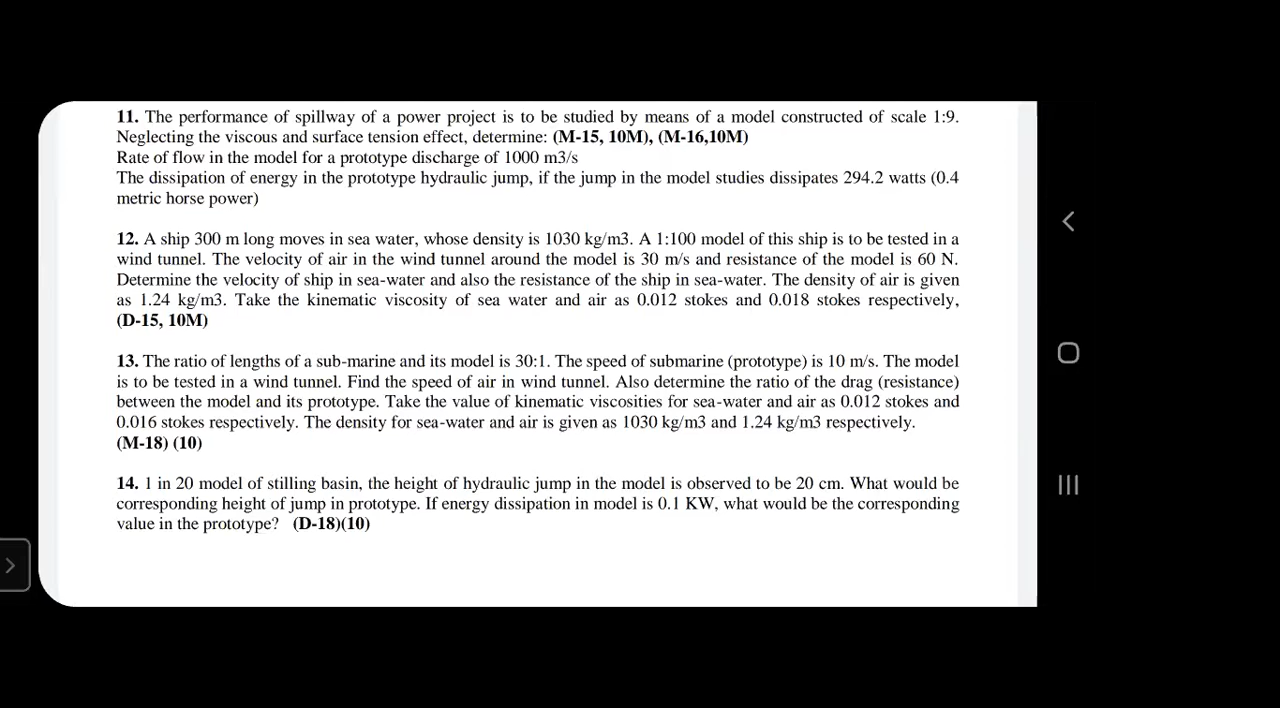 11. The performance of spillway of a power project is to be studied by means of a model constructed of scale 1:9.
Neglecting the viscous and surface tension effect, determine: (M-15, 10M), (M-16,10M)
Rate of flow in the model for a prototype discharge of 1000 m3/s
The dissipation of energy in the prototype hydraulic jump, if the jump in the model studies dissipates 294.2 watts (0.4
metric horse power)
12. A ship 300 m long moves in sea water, whose density is 1030 kg/m3. A 1:100 model of this ship is to be tested in a
wind tunnel. The velocity of air in the wind tunnel around the model is 30 m/s and resistance of the model is 60 N.
Determine the velocity of ship in sea-water and also the resistance of the ship in sea-water. The density of air is given
as 1.24 kg/m3. Take the kinematic viscosity of sea water and air as 0.012 stokes and 0.018 stokes respectively,
(D-15, 10M)
13. The ratio of lengths of a sub-marine and its model is 30:1. The speed of submarine (prototype) is 10 m/s. The model
is to be tested in a wind tunnel. Find the speed of air in wind tunnel. Also determine the ratio of the drag (resistance)
between the model and its prototype. Take the value of kinematic viscosities for sea-water and air as 0.012 stokes and
0.016 stokes respectively. The density for sea-water and air is given as 1030 kg/m3 and 1.24 kg/m3 respectively.
(M-18) (10)
14. 1 in 20 model of stilling basin, the height of hydraulic jump in the model is observed to be 20 cm. What would be
corresponding height of jump in prototype. If energy dissipation in model is 0.1 KW, what would be the corresponding
value in the prototype? (D-18)(10)